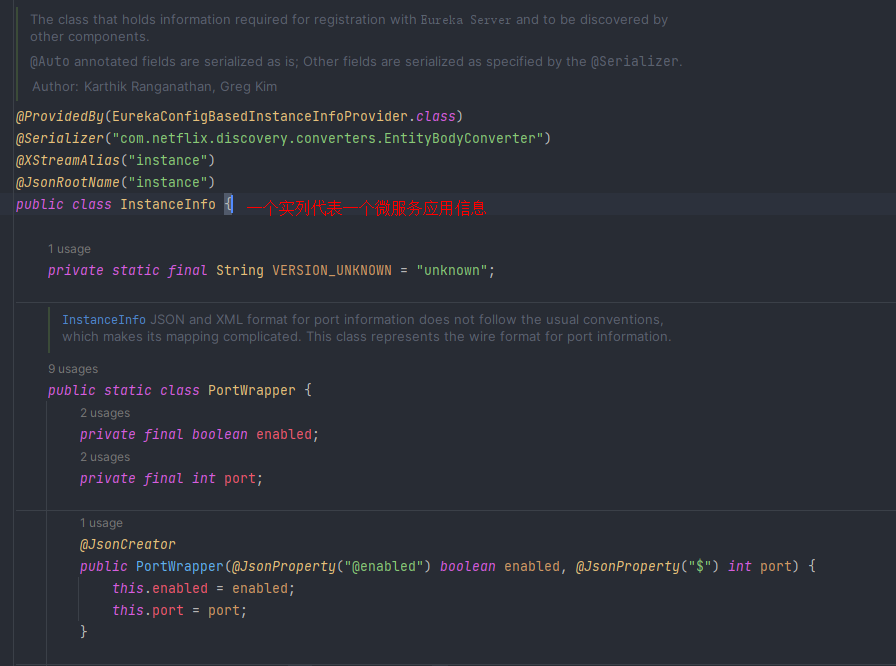 The class that holds information required for registration with Eureka Server and to be discovered by
other components.
@Auto annotated fields are serialized as is; Other fields are serialized as specified by the @Serializer.
Author: Karthik Ranganathan, Greg Kim
@ProvidedBy(EurekaConfigBasedInstanceInfoProvider.class)
@Serializer("com.netflix.discovery.converters.EntityBodyConverter")
@XStreamAlias("instance")
@JsonRootName("instance")
public class InstanceInfo { 一个实列代表一个微服务应用信息
1 usage
private static final String VERSION_UNKNOWN = "unknown";
InstanceInfo JSON and XML format for port information does not follow the usual conventions,
which makes its mapping complicated. This class represents the wire format for port information.
9 usages
public static class PortWrapper {
2 usages
private final boolean enabled;
2 usages
private final int port;
1 usage
@JsonCreator
public PortWrapper(@JsonProperty("@enabled") boolean enabled, @JsonProperty("$") int port) {
this.enabled = enabled;
this.port = port;
}